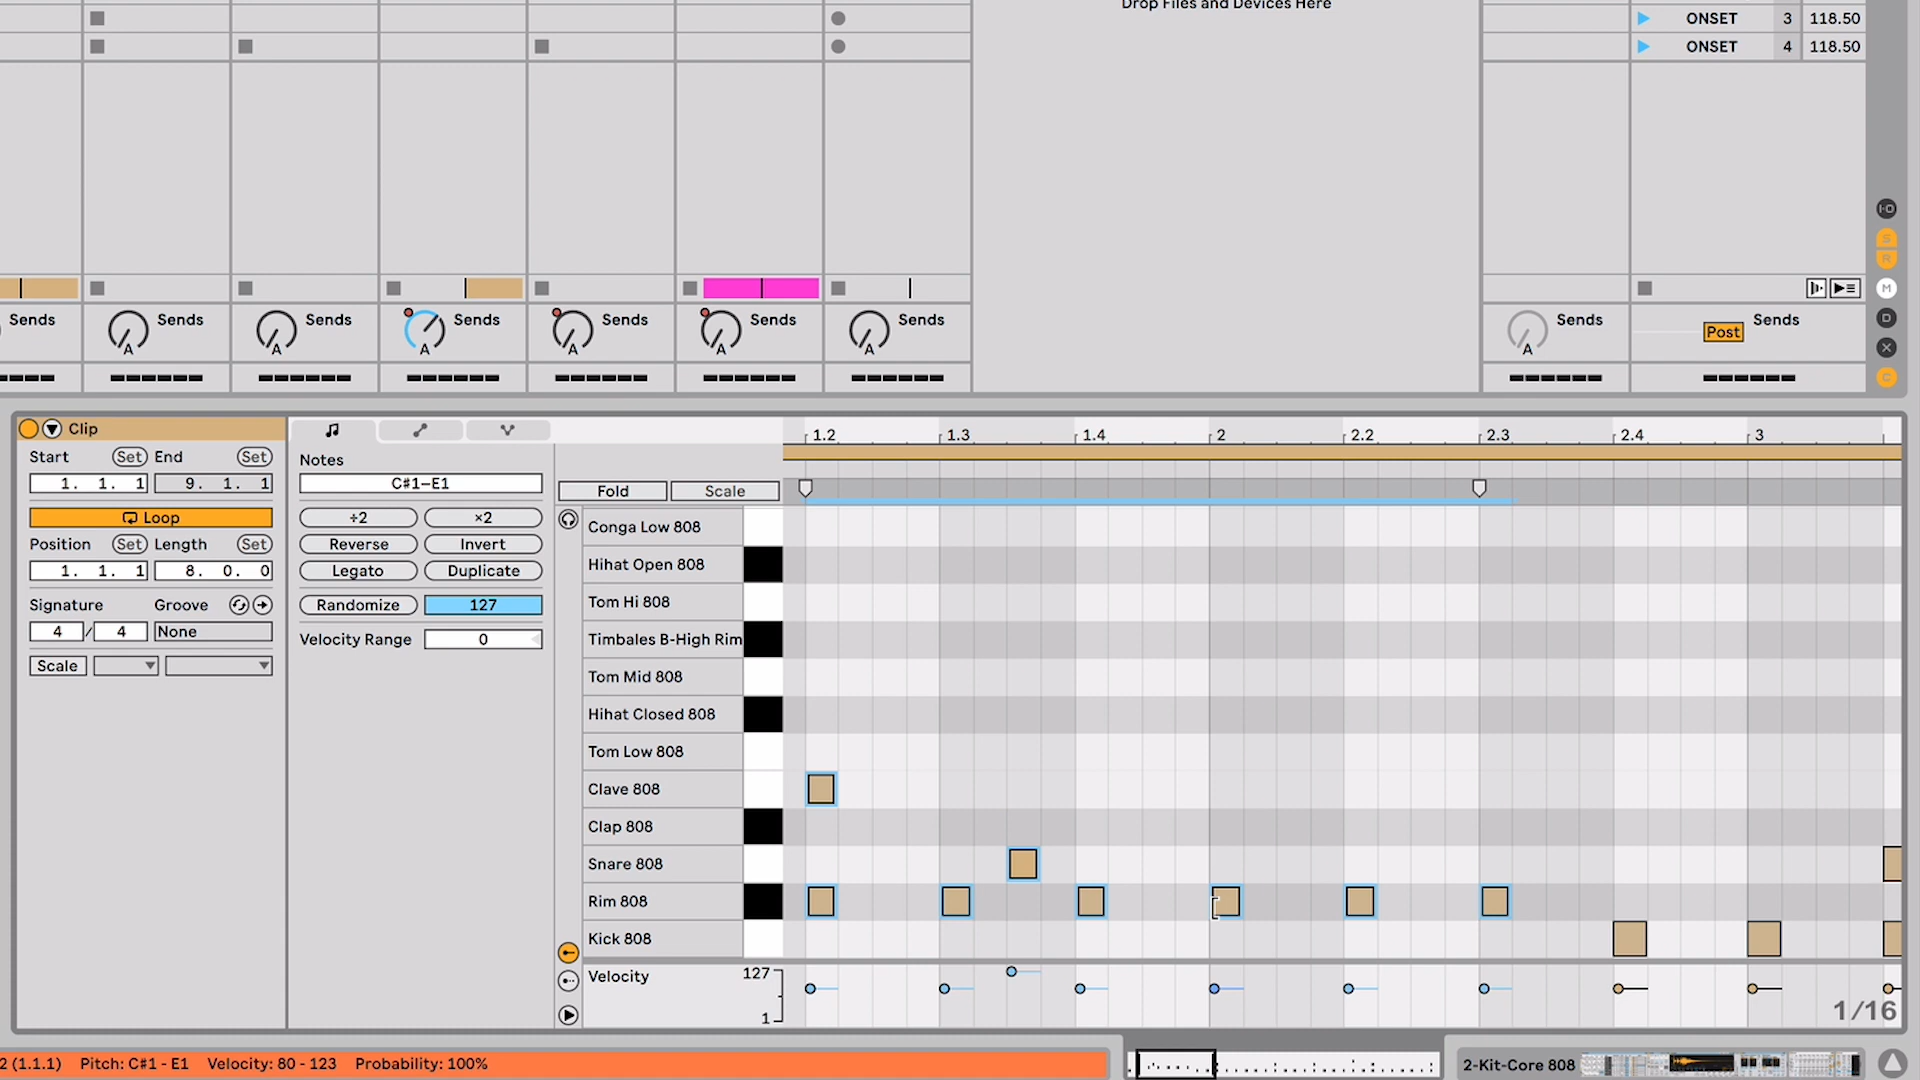 Drop Files and Devices Here
ONSET 3 118.50
ONSET 4 118.50
I·O
S
R
M
D
X
C
Sends Sends Sends Sends Sends Sends Sends Sends Sends
A A A A A A A
Post
Clip
Start Set End Set
1. 1. 1 9. 1. 1
Loop
Position Set Length Set
1. 1. 1 8. 0. 0
Signature Groove
4 / 4 None
Scale
Notes
C#1–E1
÷2 ×2
Reverse Invert
Legato Duplicate
Randomize 127
Velocity Range 0
1.2 1.3 1.4 2 2.2 2.3 2.4 3
Fold Scale
Conga Low 808
Hihat Open 808
Tom Hi 808
Timbales B-High Rim
Tom Mid 808
Hihat Closed 808
Tom Low 808
Clave 808
Clap 808
Snare 808
Rim 808
Kick 808
Velocity 127
1
1/16
2 (1.1.1) Pitch: C#1 - E1 Velocity: 80 - 123 Probability: 100%
2-Kit-Core 808